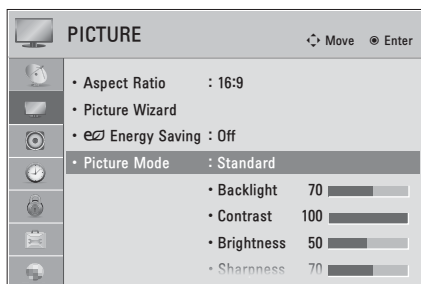 PICTURE
Move Enter
• Aspect Ratio : 16:9
• Picture Wizard
• Energy Saving : Off
• Picture Mode : Standard
• Backlight 70
• Contrast 100
• Brightness 50
• Sharpness 70